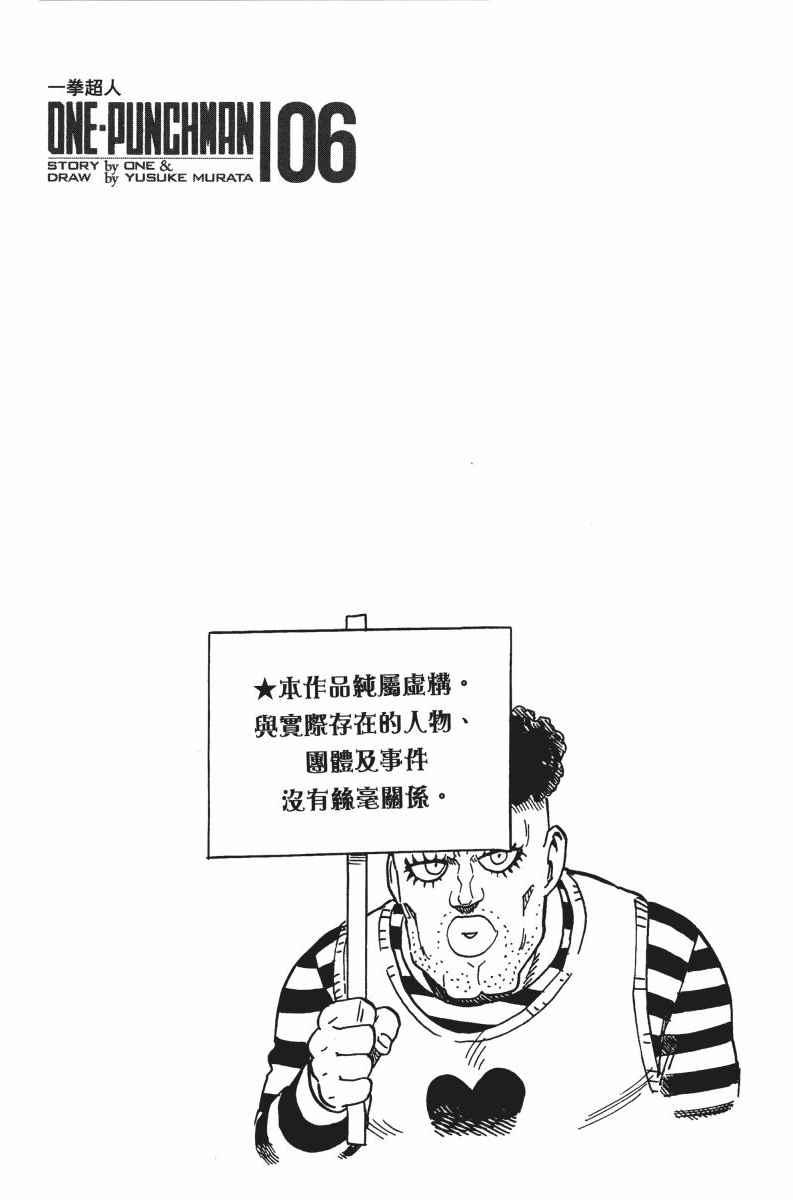 一拳超人
ONE-PUNCHMAN 06
STORY by ONE &
DRAW by YUSUKE MURATA
★本作品純屬虛構。
與實際存在的人物、
團體及事件
沒有絲毫關係。